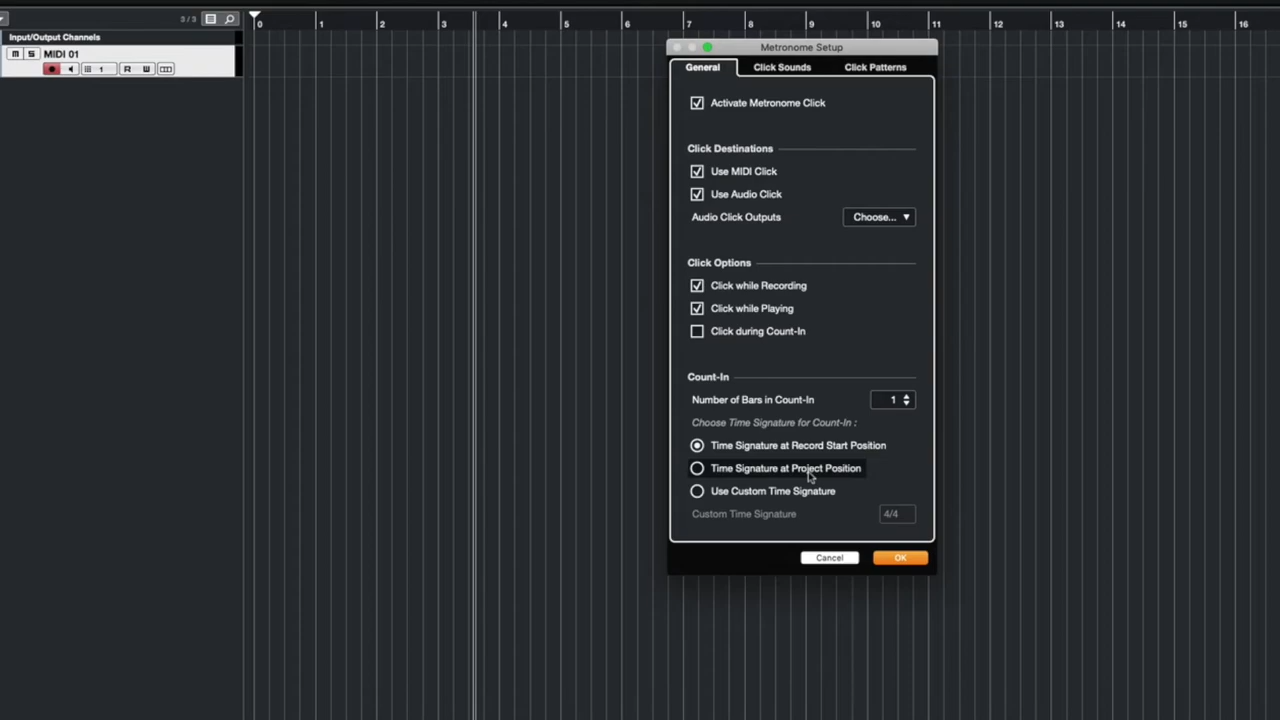 3 / 3
0 1 2 3 4 5 6 7 8 9 10 11 12 13 14 15 16
Input/Output Channels
M S MIDI 01
1 R W
Metronome Setup
General Click Sounds Click Patterns
Activate Metronome Click
Click Destinations
Use MIDI Click
Use Audio Click
Audio Click Outputs Choose...
Click Options
Click while Recording
Click while Playing
Click during Count-In
Count-In
Number of Bars in Count-In 1
Choose Time Signature for Count-In :
Time Signature at Record Start Position
Time Signature at Project Position
Use Custom Time Signature
Custom Time Signature 4/4
Cancel OK